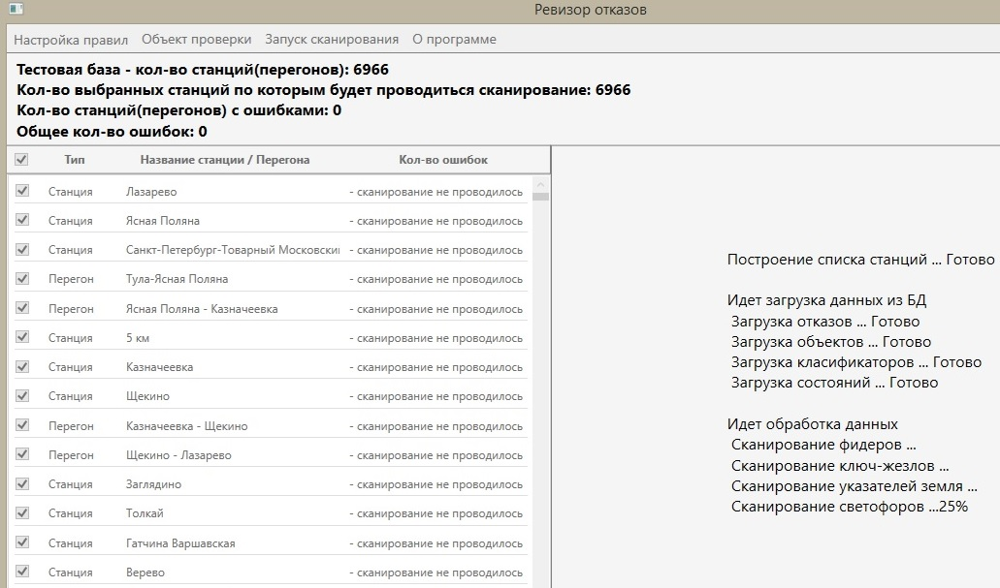 Ревизор отказов
Настройка правил Объект проверки Запуск сканирования О программе
Тестовая база - кол-во станций(перегонов): 6966
Кол-во выбранных станций по которым будет проводиться сканирование: 6966
Кол-во станций(перегонов) с ошибками: 0
Общее кол-во ошибок: 0
Тип Название станции / Перегона Кол-во ошибок
Станция Лазарево - сканирование не проводилось
Станция Ясная Поляна - сканирование не проводилось
Станция Санкт-Петербург-Товарный Московский - сканирование не проводилось
Перегон Тула-Ясная Поляна - сканирование не проводилось
Перегон Ясная Поляна - Казначеевка - сканирование не проводилось
Станция 5 км - сканирование не проводилось
Станция Казначеевка - сканирование не проводилось
Станция Щекино - сканирование не проводилось
Перегон Казначеевка - Щекино - сканирование не проводилось
Перегон Щекино - Лазарево - сканирование не проводилось
Станция Заглядино - сканирование не проводилось
Станция Толкай - сканирование не проводилось
Станция Гатчина Варшавская - сканирование не проводилось
Станция Верево - сканирование не проводилось
Построение списка станций ... Готово
Идет загрузка данных из БД
Загрузка отказов ... Готово
Загрузка объектов ... Готово
Загрузка класификаторов ... Готово
Загрузка состояний ... Готово
Идет обработка данных
Сканирование фидеров ...
Сканирование ключ-жезлов ...
Сканирование указателей земля ...
Сканирование светофоров ...25%